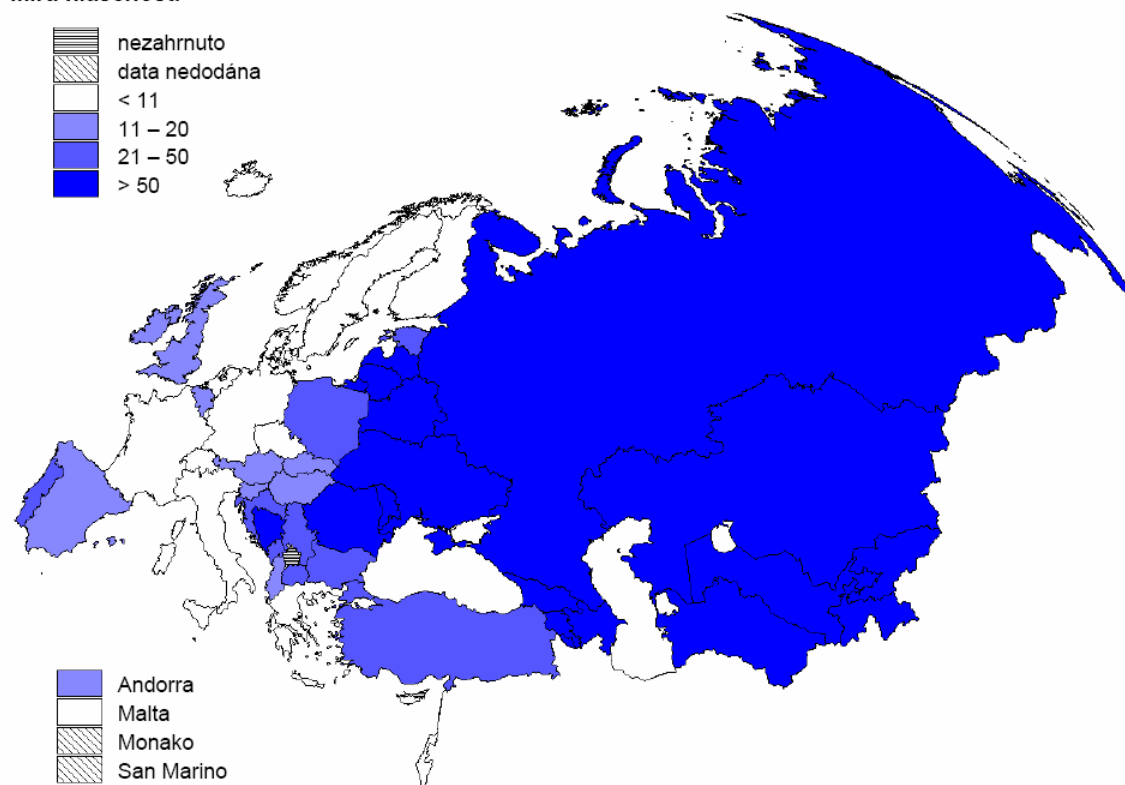 nezahrnuto
data nedodána
< 11
11 – 20
21 – 50
> 50
Andorra
Malta
Monako
San Marino